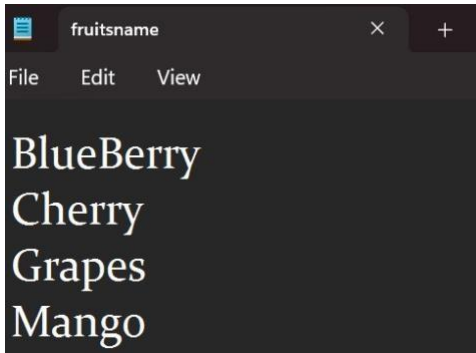 fruitsname
File Edit View
BlueBerry
Cherry
Grapes
Mango